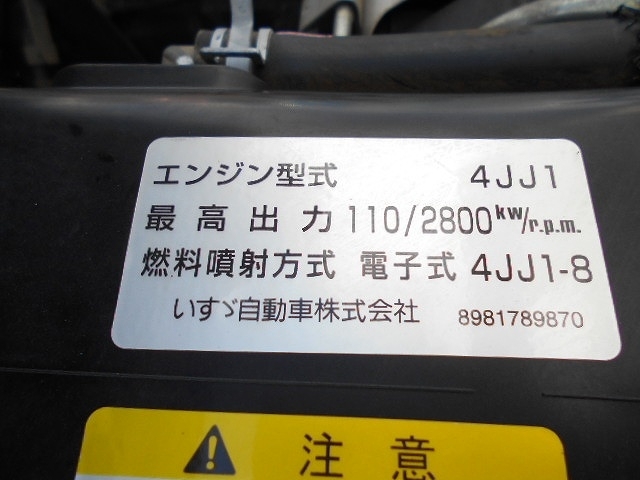 エンジン型式 4JJ1
最高出力 110/2800kW/r.p.m.
燃料噴射方式 電子式 4JJ1-8
いすゞ自動車株式会社 8981789870
注意